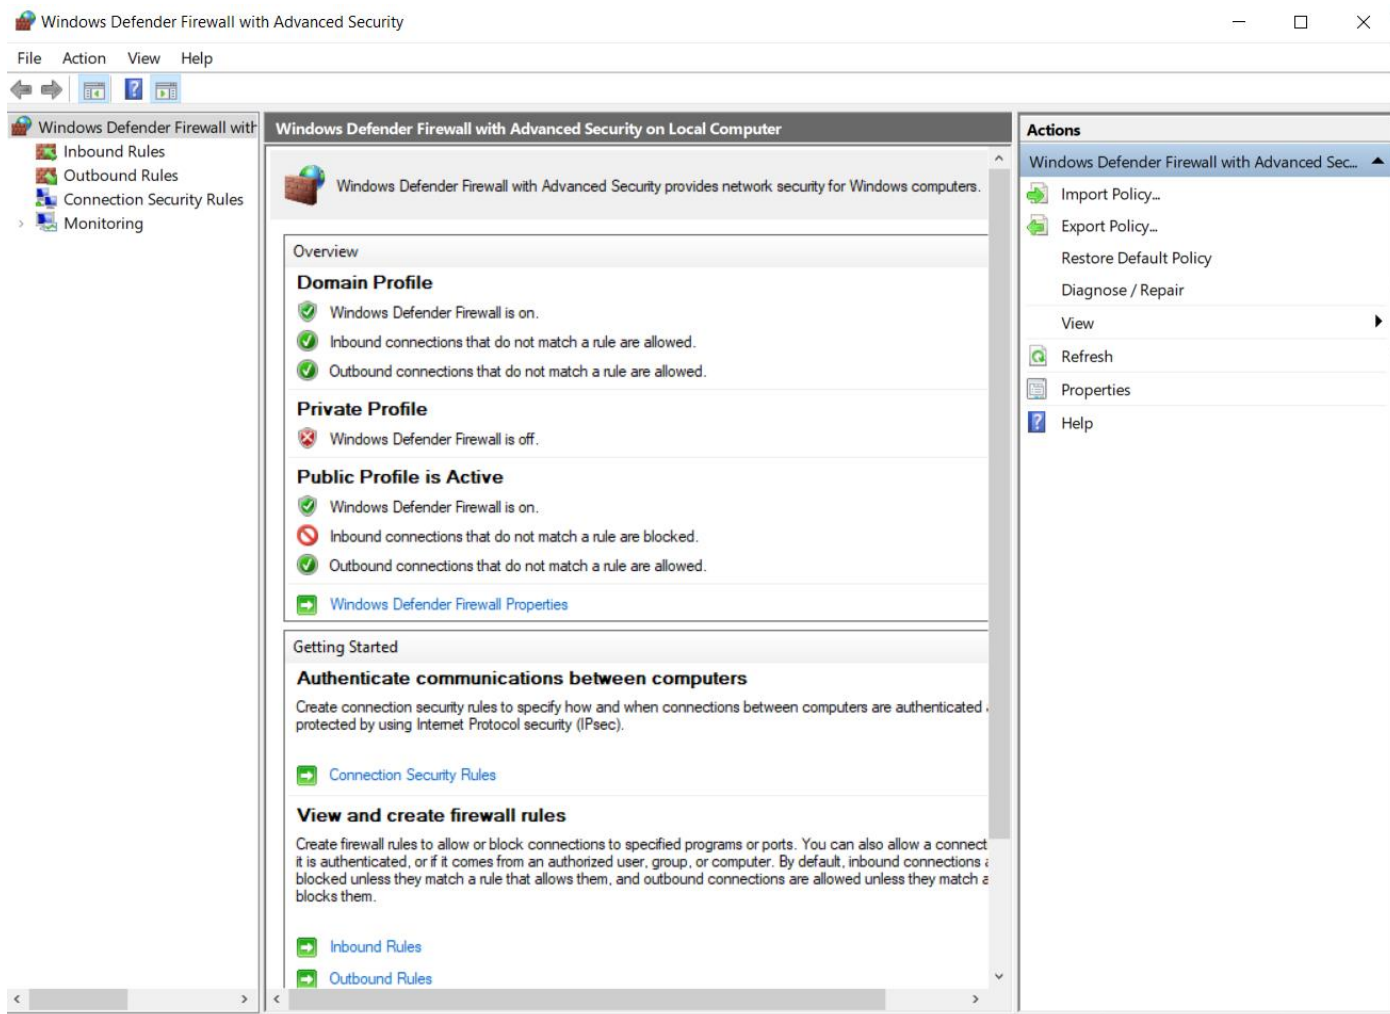 Windows Defender Firewall with Advanced Security
File Action View Help
Windows Defender Firewall with
Inbound Rules
Outbound Rules
Connection Security Rules
Monitoring
Windows Defender Firewall with Advanced Security on Local Computer
Windows Defender Firewall with Advanced Security provides network security for Windows computers.
Overview
Domain Profile
Windows Defender Firewall is on.
Inbound connections that do not match a rule are allowed.
Outbound connections that do not match a rule are allowed.
Private Profile
Windows Defender Firewall is off.
Public Profile is Active
Windows Defender Firewall is on.
Inbound connections that do not match a rule are blocked.
Outbound connections that do not match a rule are allowed.
Windows Defender Firewall Properties
Getting Started
Authenticate communications between computers
Create connection security rules to specify how and when connections between computers are authenticated
protected by using Internet Protocol security (IPsec).
Connection Security Rules
View and create firewall rules
Create firewall rules to allow or block connections to specified programs or ports. You can also allow a connect
it is authenticated, or if it comes from an authorized user, group, or computer. By default, inbound connections
blocked unless they match a rule that allows them, and outbound connections are allowed unless they match a
blocks them.
Inbound Rules
Outbound Rules
Actions
Windows Defender Firewall with Advanced Sec...
Import Policy...
Export Policy...
Restore Default Policy
Diagnose / Repair
View
Refresh
Properties
Help